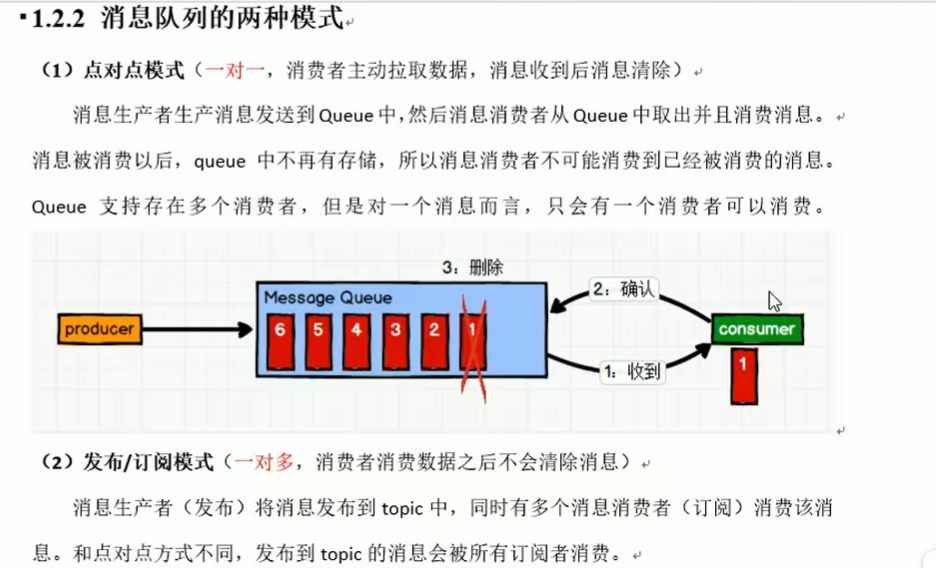 1.2.2 消息队列的两种模式
（1）点对点模式（一对一，消费者主动拉取数据，消息收到后消息清除）
消息生产者生产消息发送到Queue中，然后消息消费者从Queue中取出并且消费消息。
消息被消费以后，queue 中不再有存储，所以消息消费者不可能消费到已经被消费的消息。
Queue 支持存在多个消费者，但是对一个消息而言，只会有一个消费者可以消费。
3：删除
Message Queue
2：确认
producer
6 5 4 3 2 1
consumer
1：收到
1
（2）发布/订阅模式（一对多，消费者消费数据之后不会清除消息）
消息生产者（发布）将消息发布到 topic 中，同时有多个消息消费者（订阅）消费该消
息。和点对点方式不同，发布到 topic 的消息会被所有订阅者消费。